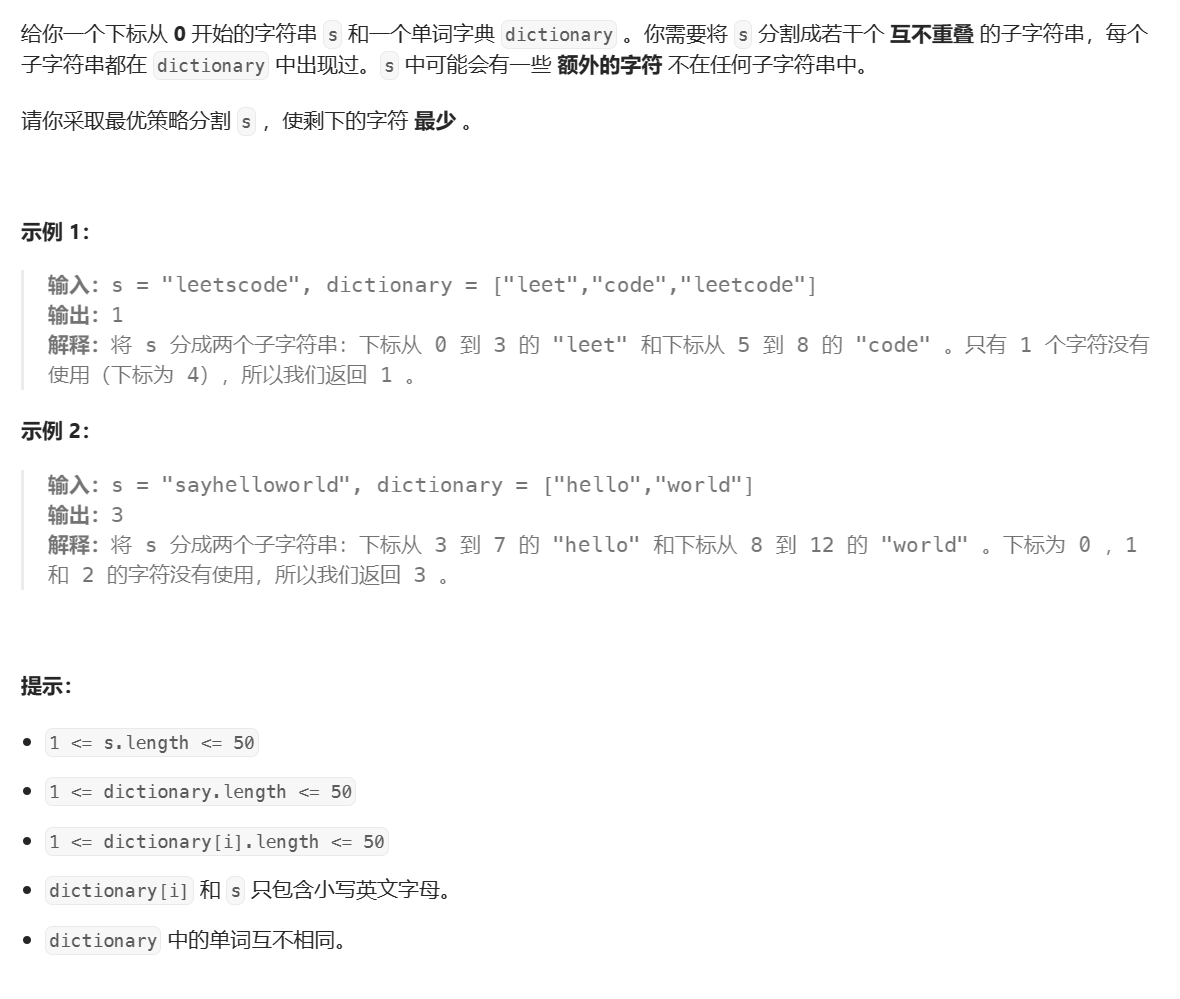 给你一个下标从 0 开始的字符串 s 和一个单词字典 dictionary 。你需要将 s 分割成若干个 互不重叠 的子字符串，每个
子字符串都在 dictionary 中出现过。s 中可能会有一些 额外的字符 不在任何子字符串中。
请你采取最优策略分割 s ，使剩下的字符 最少 。
示例 1：
输入：s = "leetscode", dictionary = ["leet","code","leetcode"]
输出：1
解释：将 s 分成两个子字符串：下标从 0 到 3 的 "leet" 和下标从 5 到 8 的 "code" 。只有 1 个字符没有
使用（下标为 4），所以我们返回 1 。
示例 2：
输入：s = "sayhelloworld", dictionary = ["hello","world"]
输出：3
解释：将 s 分成两个子字符串：下标从 3 到 7 的 "hello" 和下标从 8 到 12 的 "world" 。下标为 0 ，1
和 2 的字符没有使用，所以我们返回 3 。
提示：
• 1 <= s.length <= 50
• 1 <= dictionary.length <= 50
• 1 <= dictionary[i].length <= 50
• dictionary[i] 和 s 只包含小写英文字母。
• dictionary 中的单词互不相同。